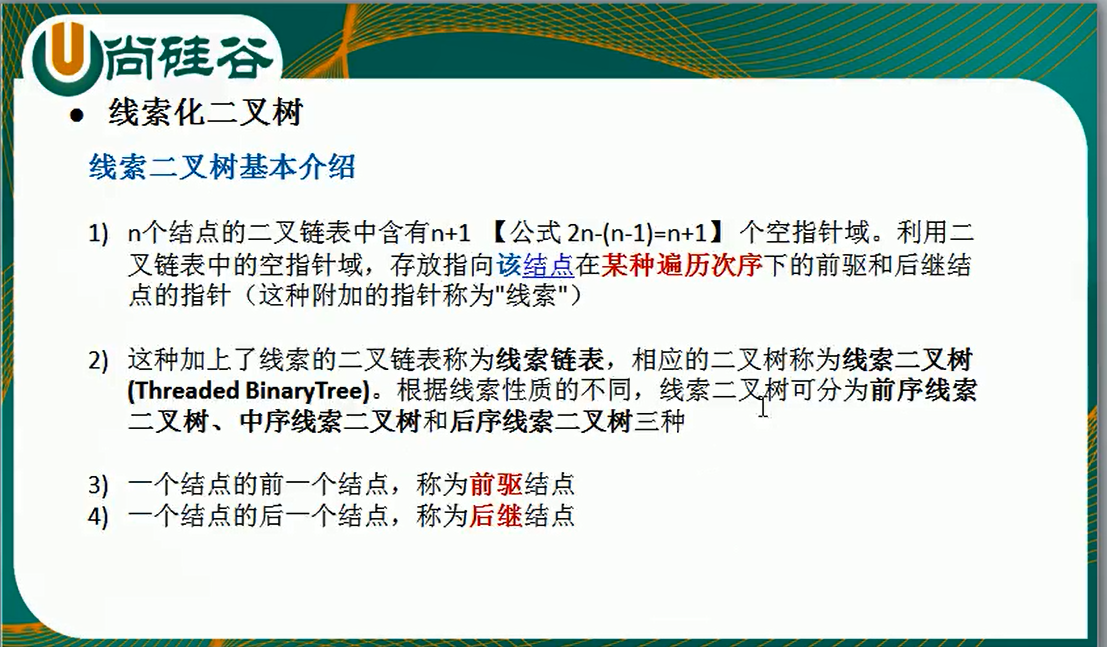 尚硅谷
● 线索化二叉树
线索二叉树基本介绍
1) n个结点的二叉链表中含有n+1 【公式 2n-(n-1)=n+1】 个空指针域。利用二
叉链表中的空指针域，存放指向该结点在某种遍历次序下的前驱和后继结
点的指针（这种附加的指针称为"线索"）
2) 这种加上了线索的二叉链表称为线索链表，相应的二叉树称为线索二叉树
(Threaded BinaryTree)。根据线索性质的不同，线索二叉树可分为前序线索
二叉树、中序线索二叉树和后序线索二叉树三种
3) 一个结点的前一个结点，称为前驱结点
4) 一个结点的后一个结点，称为后继结点